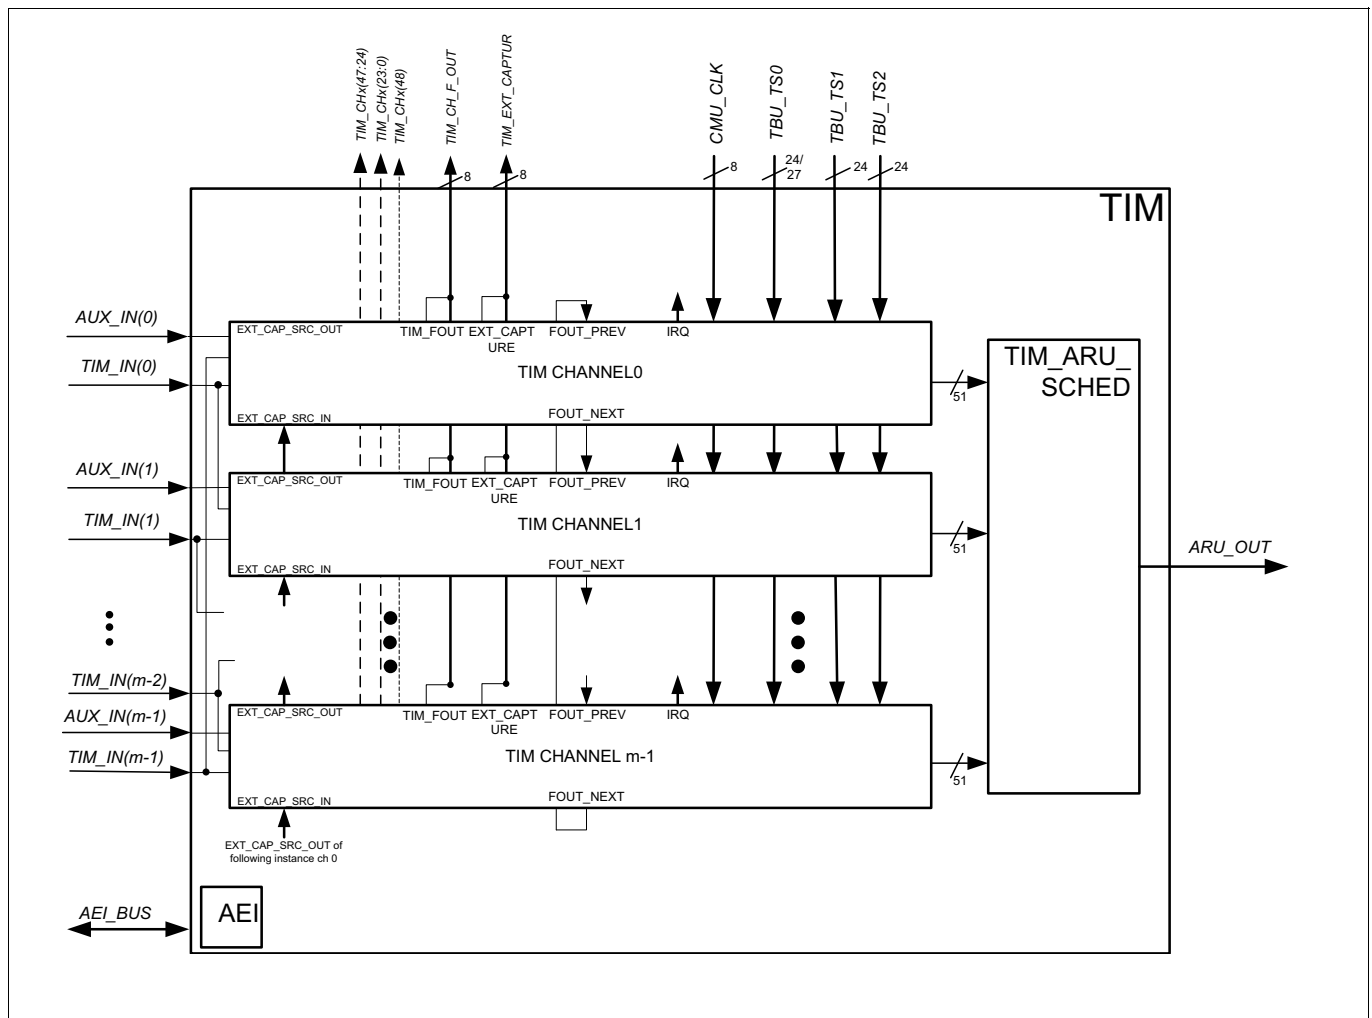 TIM_CHx(47:24)
TIM_CHx(23:0)
TIM_CHx(48)
TIM_CH_F_OUT
TIM_EXT_CAPTUR
CMU_CLK
TBU_TS0
TBU_TS1
TBU_TS2
8
8
8
24/
27
24
24
TIM
AUX_IN(0)
TIM_IN(0)
EXT_CAP_SRC_OUT
TIM_FOUT
EXT_CAPT
URE
FOUT_PREV
IRQ
TIM CHANNEL0
EXT_CAP_SRC_IN
FOUT_NEXT
51
TIM_ARU_
SCHED
AUX_IN(1)
TIM_IN(1)
EXT_CAP_SRC_OUT
TIM_FOUT
EXT_CAPT
URE
FOUT_PREV
IRQ
TIM CHANNEL1
EXT_CAP_SRC_IN
FOUT_NEXT
51
ARU_OUT
TIM_IN(m-2)
AUX_IN(m-1)
TIM_IN(m-1)
EXT_CAP_SRC_OUT
TIM_FOUT
EXT_CAPT
URE
FOUT_PREV
IRQ
TIM CHANNEL m-1
EXT_CAP_SRC_IN
FOUT_NEXT
51
EXT_CAP_SRC_OUT of
following instance ch 0
AEI_BUS
AEI